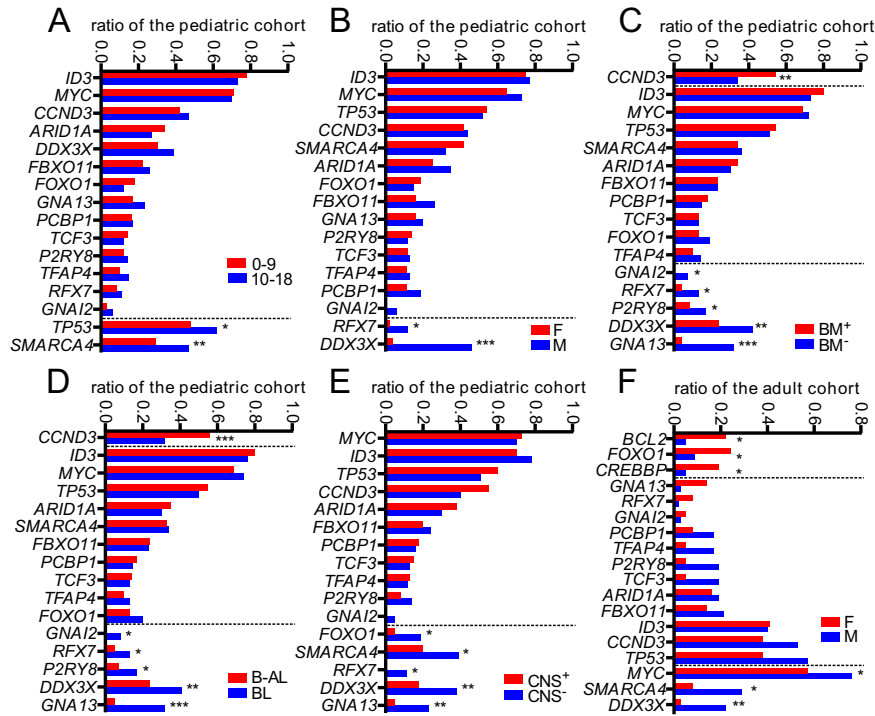 A
ratio of the pediatric cohort
0.0 0.2 0.4 0.6 0.8 1.0
ID3
MYC
CCND3
ARID1A
DDX3X
FBXO11
FOXO1
GNA13
PCBP1
TCF3
P2RY8
TFAP4
RFX7
GNAI2
TP53 *
SMARCA4 **
0-9
10-18
B
ratio of the pediatric cohort
0.0 0.2 0.4 0.6 0.8 1.0
ID3
MYC
TP53
CCND3
SMARCA4
ARID1A
FOXO1
FBXO11
GNA13
P2RY8
TCF3
TFAP4
PCBP1
GNAI2
RFX7 *
DDX3X ***
F
M
C
ratio of the pediatric cohort
0.0 0.2 0.4 0.6 0.8 1.0
CCND3 **
ID3
MYC
TP53
SMARCA4
ARID1A
FBXO11
PCBP1
TCF3
FOXO1
TFAP4
GNAI2 *
RFX7 *
P2RY8 *
DDX3X **
GNA13 ***
BM+
BM-
D
ratio of the pediatric cohort
0.0 0.2 0.4 0.6 0.8 1.0
CCND3 ***
ID3
MYC
TP53
ARID1A
SMARCA4
FBXO11
PCBP1
TCF3
TFAP4
FOXO1
GNAI2 *
RFX7 *
P2RY8 *
DDX3X **
GNA13 ***
B-AL
BL
E
ratio of the pediatric cohort
0.0 0.2 0.4 0.6 0.8 1.0
MYC
ID3
TP53
CCND3
ARID1A
FBXO11
PCBP1
TCF3
TFAP4
P2RY8
GNAI2
FOXO1 *
SMARCA4 *
RFX7 *
DDX3X **
GNA13 **
CNS+
CNS-
F
ratio of the adult cohort
0.0 0.2 0.4 0.6 0.8
BCL2 *
FOXO1 *
CREBBP *
GNA13
RFX7
GNAI2
PCBP1
TFAP4
P2RY8
TCF3
ARID1A
FBXO11
ID3
CCND3
TP53
MYC *
SMARCA4 *
DDX3X **
F
M